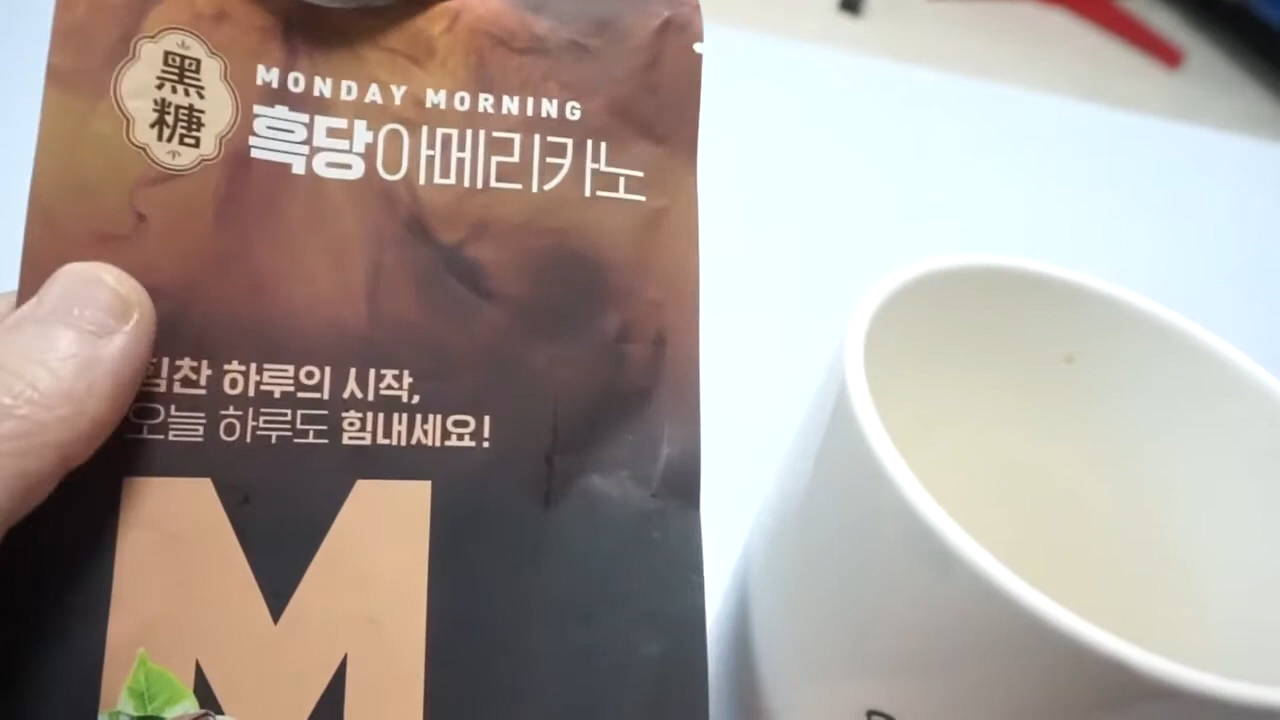 黑糖
MONDAY MORNING
흑당아메리카노
힘찬 하루의 시작,
오늘 하루도 힘내세요!
M